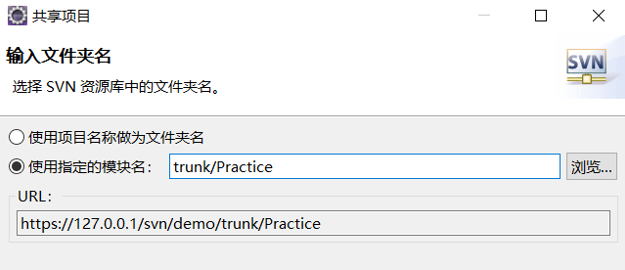 共享项目
输入文件夹名
选择 SVN 资源库中的文件夹名。
SVN
使用项目名称做为文件夹名
使用指定的模块名： trunk/Practice 浏览...
URL：
https://127.0.0.1/svn/demo/trunk/Practice